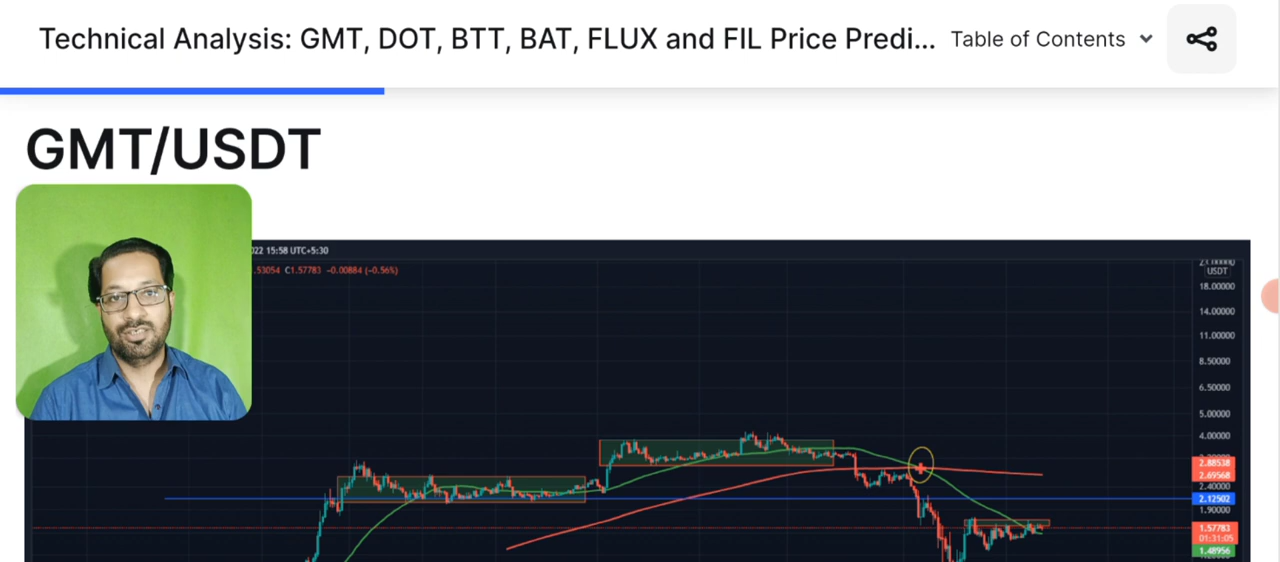 Technical Analysis: GMT, DOT, BTT, BAT, FLUX and FIL Price Predi...
Table of Contents
GMT/USDT
022 15:58 UTC+5:30
.53054 C1.57783 −0.00884 (−0.56%)
USDT
18.00000
14.00000
11.00000
8.50000
6.50000
5.00000
4.00000
2.88538
2.69568
2.40000
2.12502
1.90000
1.57783
01:31:05
1.48956